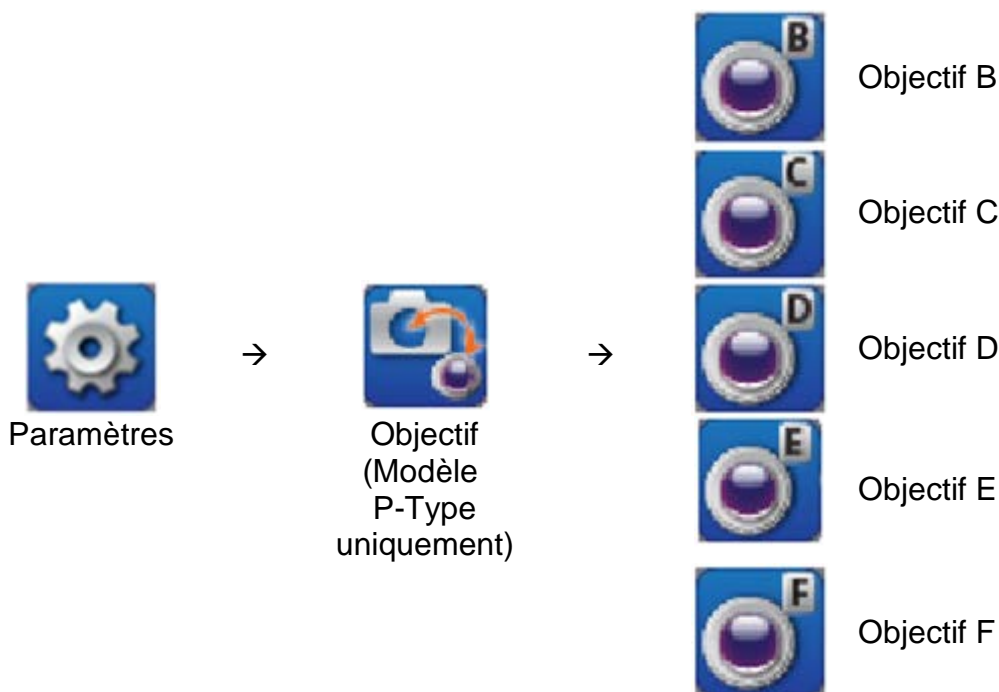 B
Objectif B
C
Objectif C
D
Objectif D
E
Objectif E
F
Objectif F
→
→
Paramètres
Objectif
(Modèle
P-Type
uniquement)